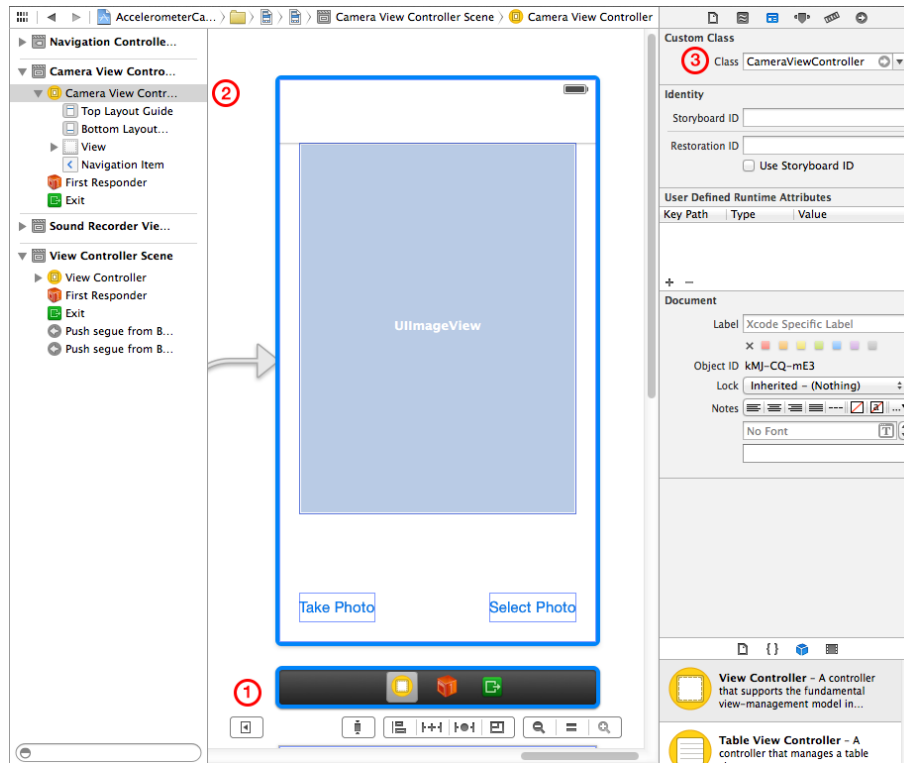 AccelerometerCa... Camera View Controller Scene Camera View Controller
Navigation Controlle...
Camera View Contro...
Camera View Contr...
Top Layout Guide
Bottom Layout...
View
Navigation Item
First Responder
Exit
Sound Recorder Vie...
View Controller Scene
View Controller
First Responder
Exit
Push segue from B...
Push segue from B...
2
UIImageView
Take Photo
Select Photo
1
Custom Class
3
Class CameraViewController
Identity
Storyboard ID
Restoration ID
Use Storyboard ID
User Defined Runtime Attributes
Key Path Type Value
+ −
Document
Label Xcode Specific Label
Object ID kMJ-CQ-mE3
Lock Inherited - (Nothing)
Notes
No Font
View Controller - A controller
that supports the fundamental
view-management model in...
Table View Controller - A
controller that manages a table